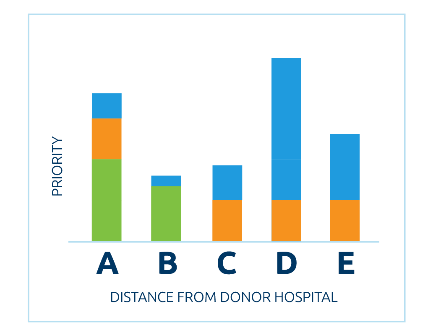 PRIORITY
A B C D E
DISTANCE FROM DONOR HOSPITAL